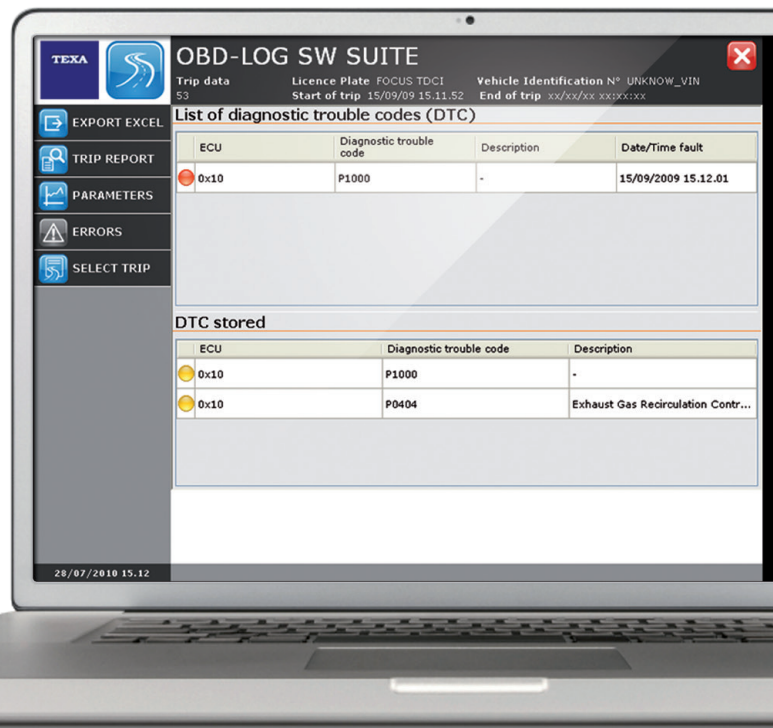 TEXA
OBD-LOG SW SUITE
Trip data Licence Plate FOCUS TDCI Vehicle Identification N° UNKNOW_VIN
53 Start of trip 15/09/09 15.11.52 End of trip xx/xx/xx xx:xx:xx
EXPORT EXCEL
TRIP REPORT
PARAMETERS
ERRORS
SELECT TRIP
List of diagnostic trouble codes (DTC)
ECU Diagnostic trouble code Description Date/Time fault
0x10 P1000 - 15/09/2009 15.12.01
DTC stored
ECU Diagnostic trouble code Description
0x10 P1000 -
0x10 P0404 Exhaust Gas Recirculation Contr...
28/07/2010 15.12